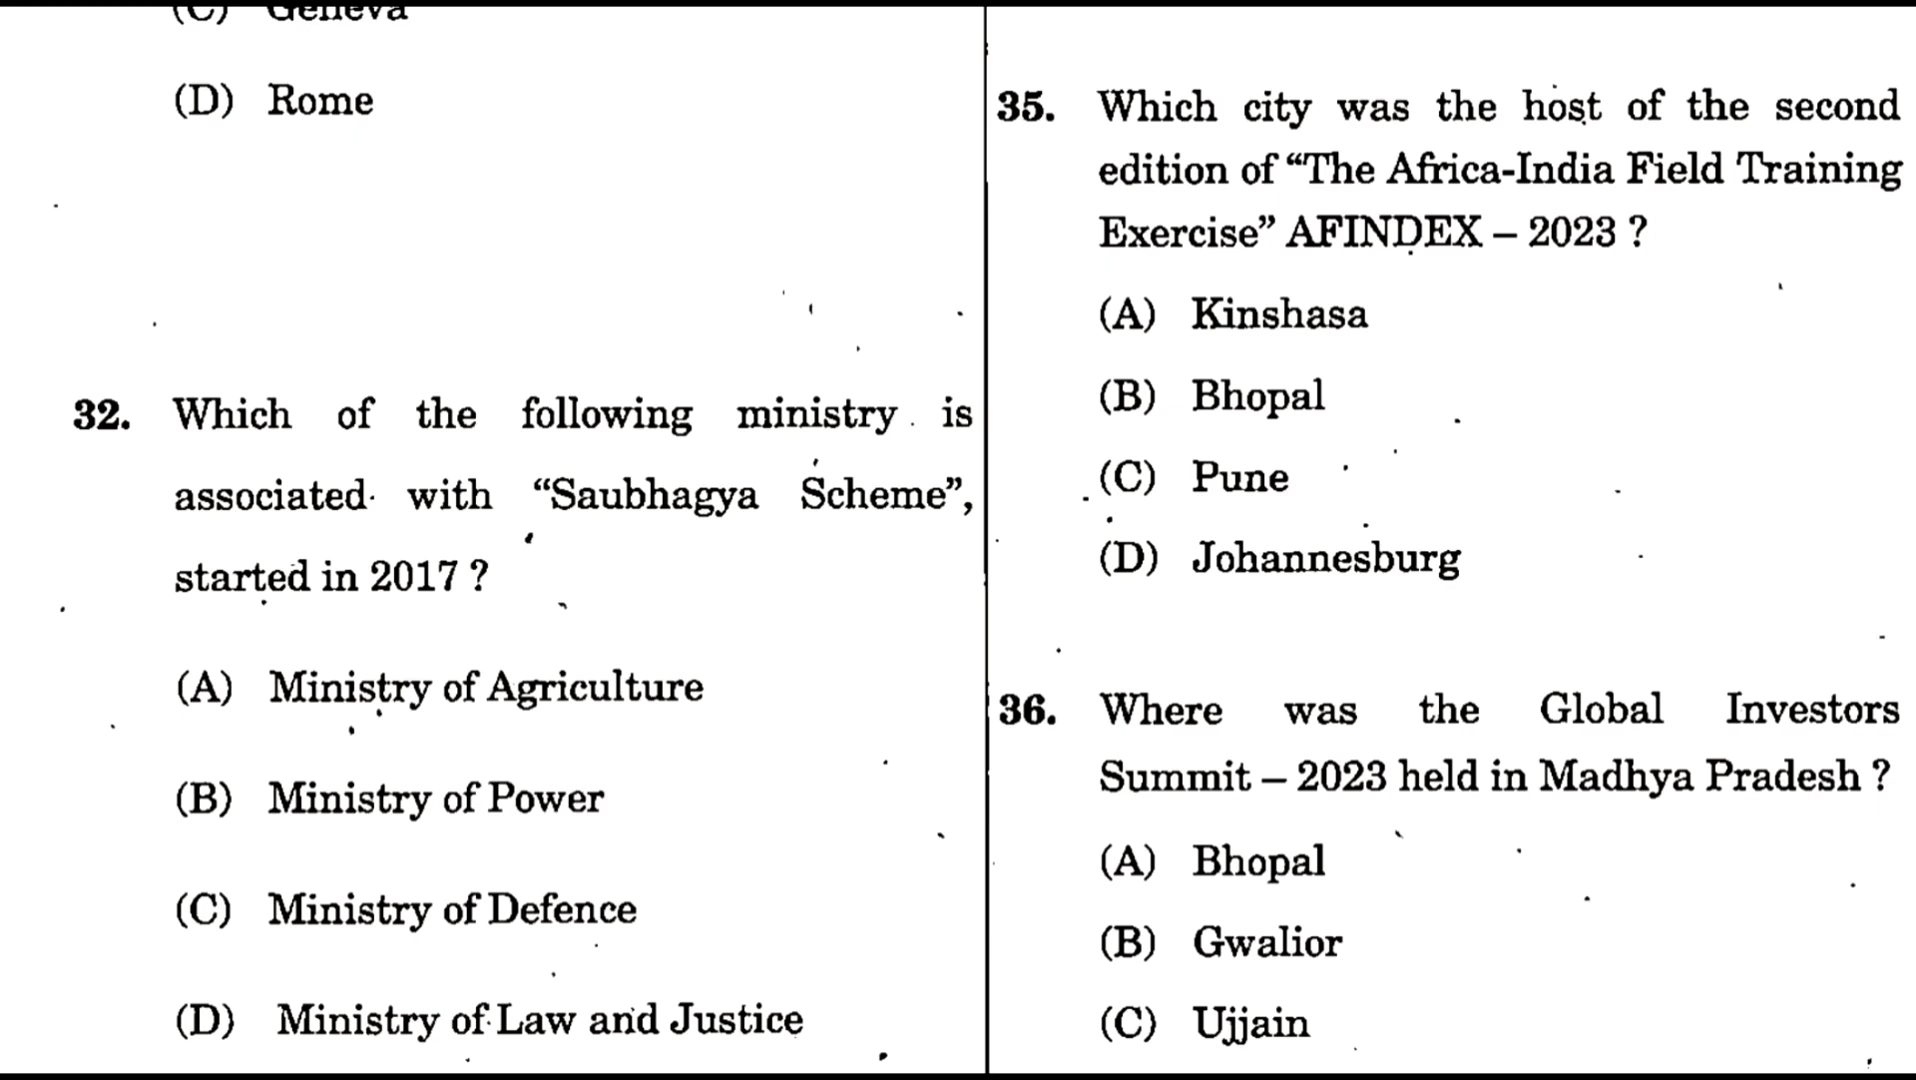 (C) Geneva
(D) Rome
32. Which of the following ministry is
associated with “Saubhagya Scheme”,
started in 2017 ?
(A) Ministry of Agriculture
(B) Ministry of Power
(C) Ministry of Defence
(D) Ministry of Law and Justice
35. Which city was the host of the second
edition of “The Africa-India Field Training
Exercise” AFINDEX – 2023 ?
(A) Kinshasa
(B) Bhopal
(C) Pune
(D) Johannesburg
36. Where was the Global Investors
Summit – 2023 held in Madhya Pradesh ?
(A) Bhopal
(B) Gwalior
(C) Ujjain